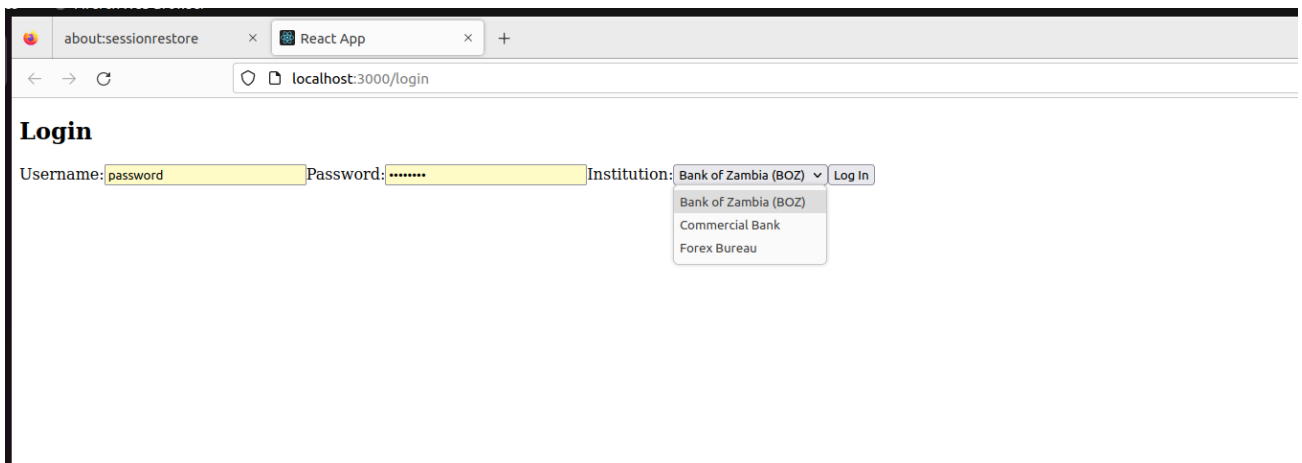 about:sessionrestore × React App × +
localhost:3000/login
Login
Username: password Password: •••••••• Institution: Bank of Zambia (BOZ) Log In
Bank of Zambia (BOZ)
Commercial Bank
Forex Bureau